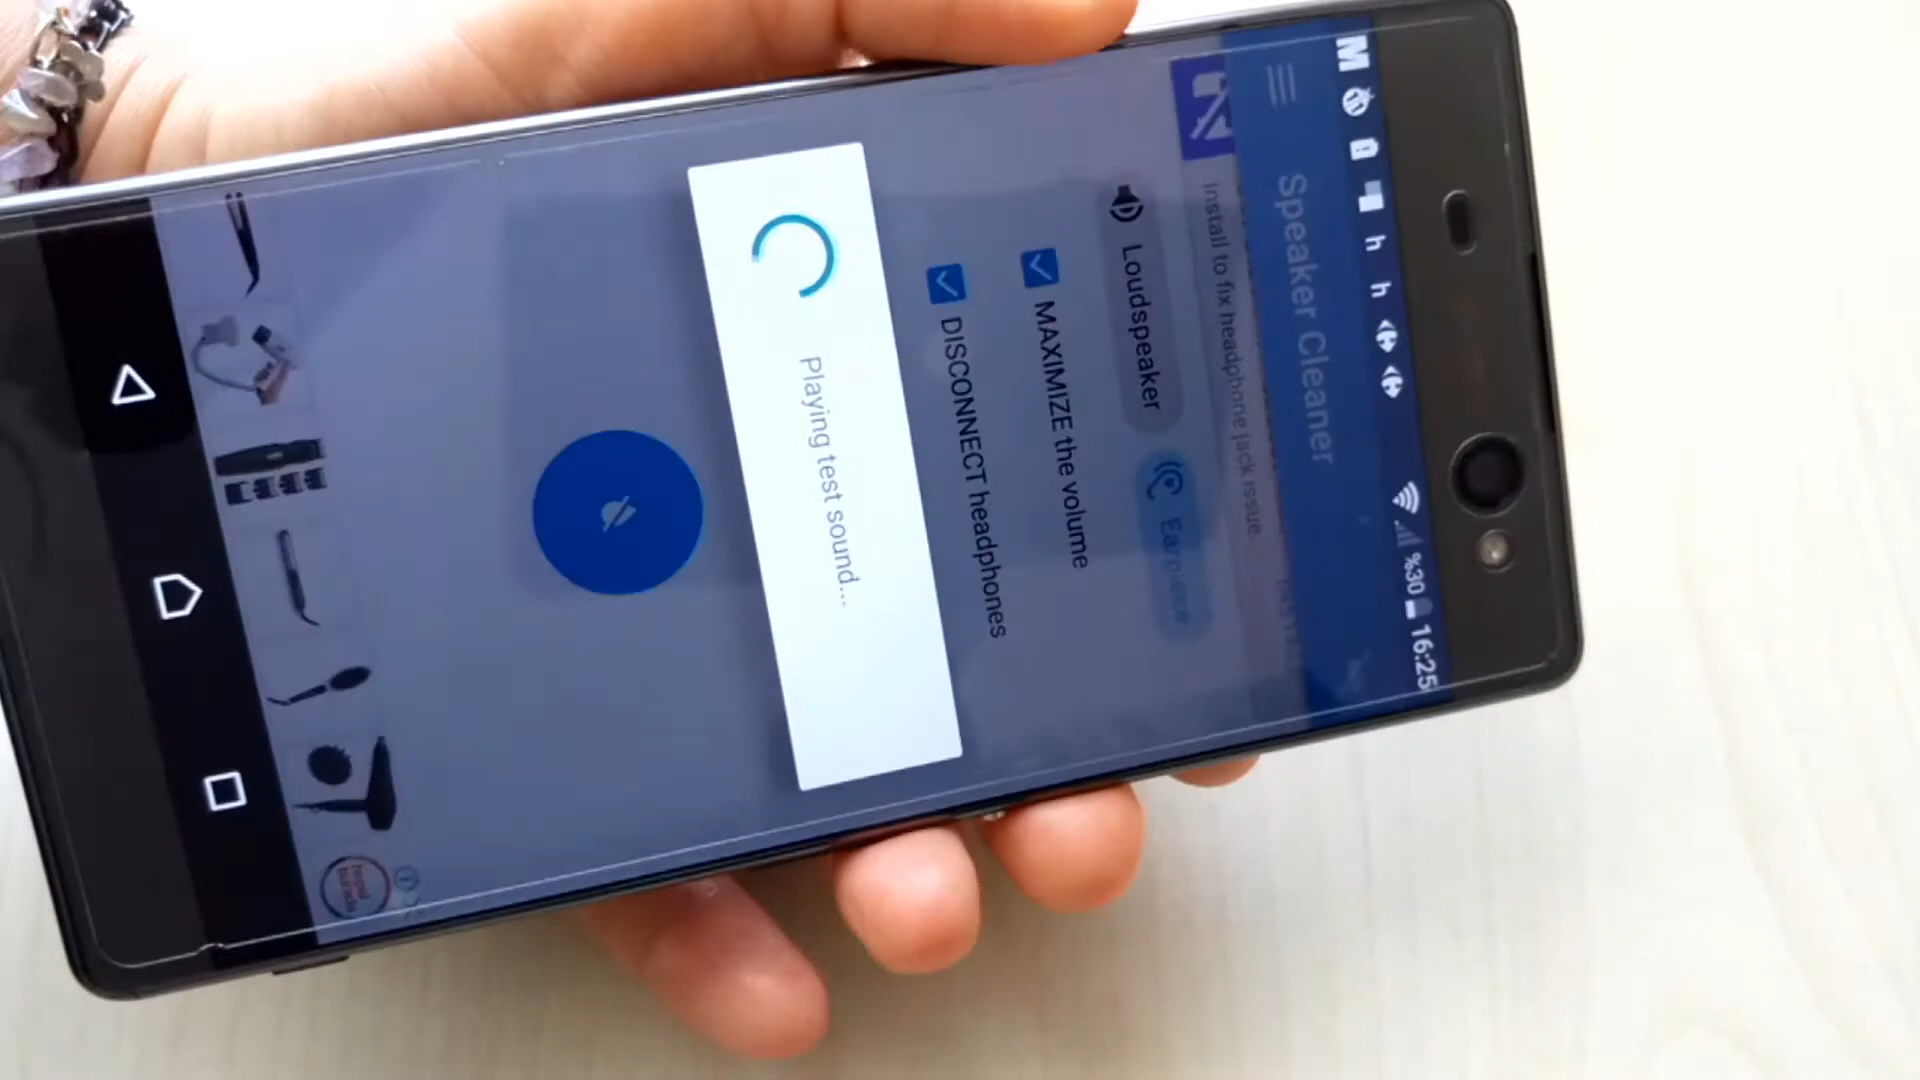 M h h %30 16:25
Speaker Cleaner
Install to fix headphone jack issue.
Loudspeaker
Earpiece
MAXIMIZE the volume
DISCONNECT headphones
Playing test sound...